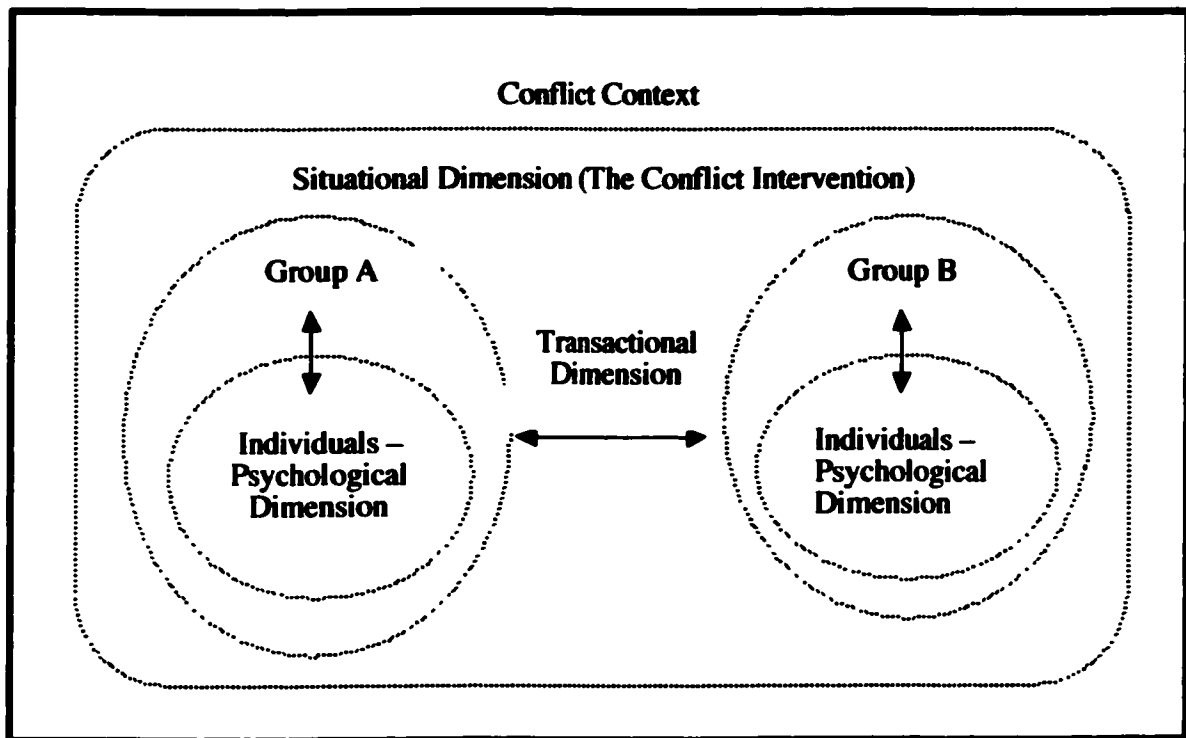 Conflict Context
Situational Dimension (The Conflict Intervention)
Group A
Group B
Transactional
Dimension
Individuals –
Psychological
Dimension
Individuals –
Psychological
Dimension